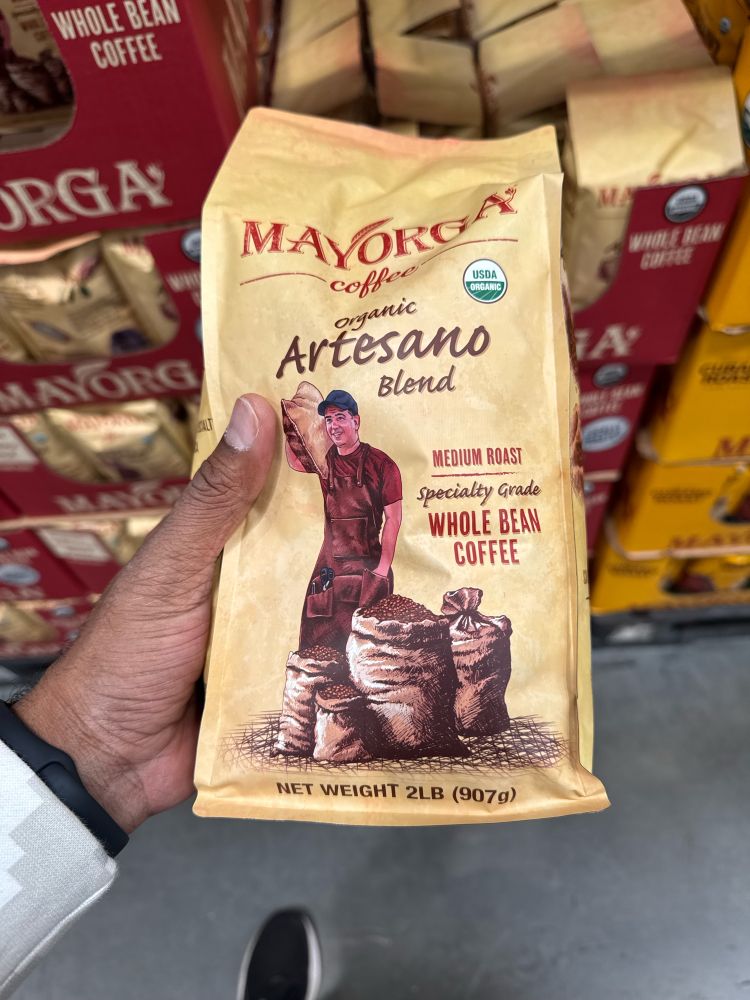 WHOLE BEAN
COFFEE
MAYORGA
coffee
USDA
ORGANIC
Organic
Artesano
Blend
MEDIUM ROAST
Specialty Grade
WHOLE BEAN
COFFEE
NET WEIGHT 2LB (907g)
WHOLE BEAN
COFFEE
MAYORGA
MAYORGA